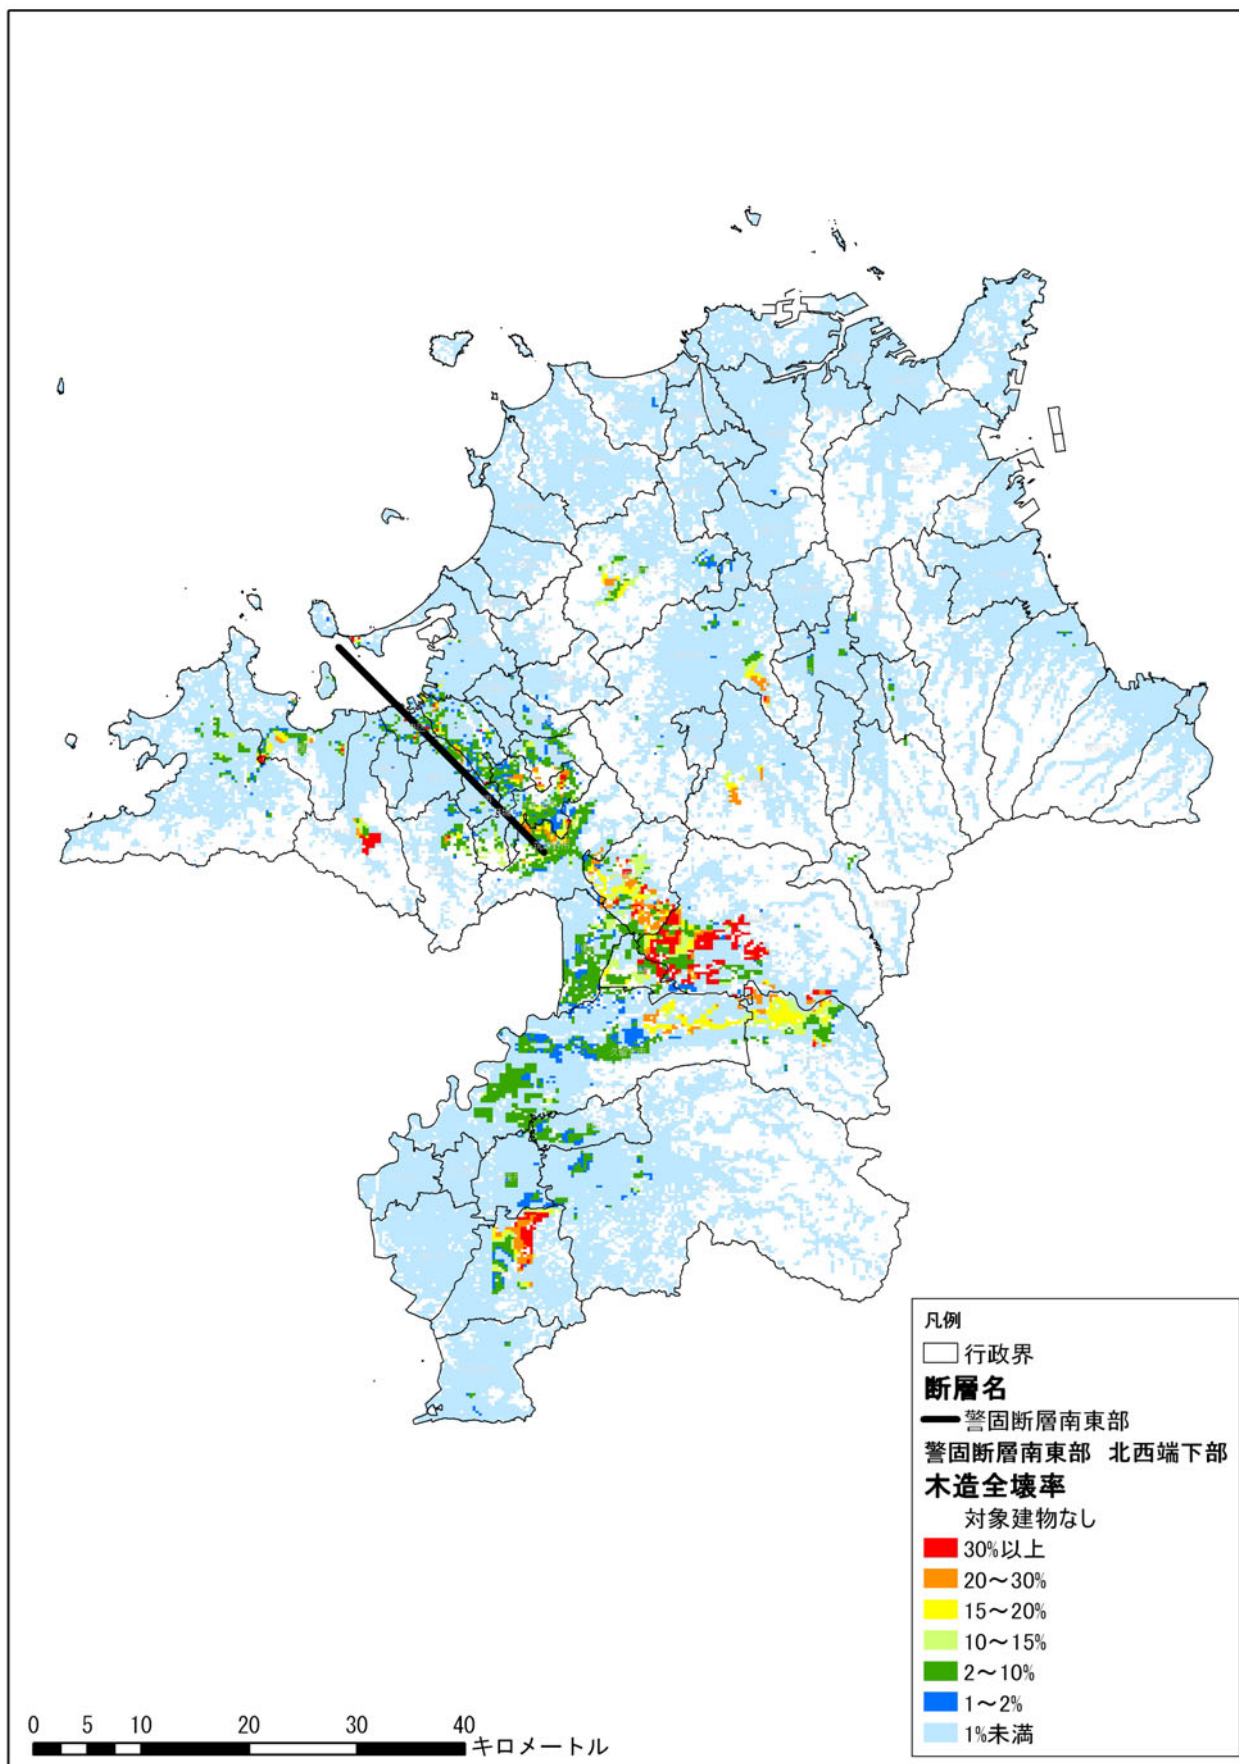 凡例
行政界
断層名
警固断層南東部
警固断層南東部 北西端下部
木造全壊率
対象建物なし
30%以上
20～30%
15～20%
10～15%
2～10%
1～2%
1%未満
0 5 10 20 30 40
キロメートル